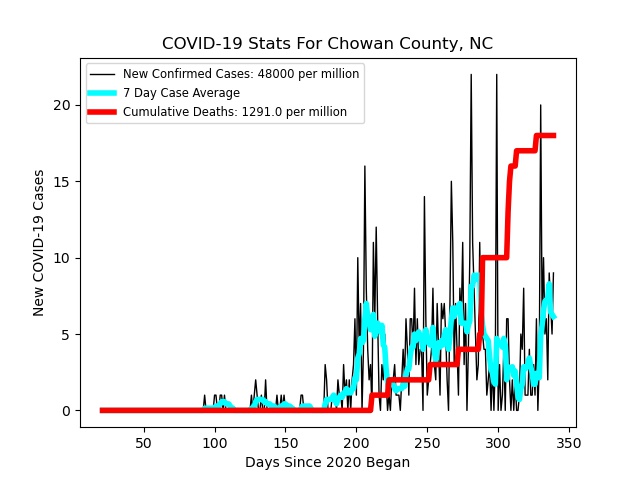 COVID-19 Stats For Chowan County, NC
New Confirmed Cases: 48000 per million
7 Day Case Average
Cumulative Deaths: 1291.0 per million
New COVID-19 Cases
20
15
10
5
0
50 100 150 200 250 300 350
Days Since 2020 Began